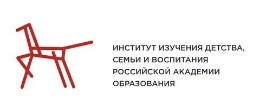 ИНСТИТУТ ИЗУЧЕНИЯ ДЕТСТВА,
СЕМЬИ И ВОСПИТАНИЯ
РОССИЙСКОЙ АКАДЕМИИ
ОБРАЗОВАНИЯ